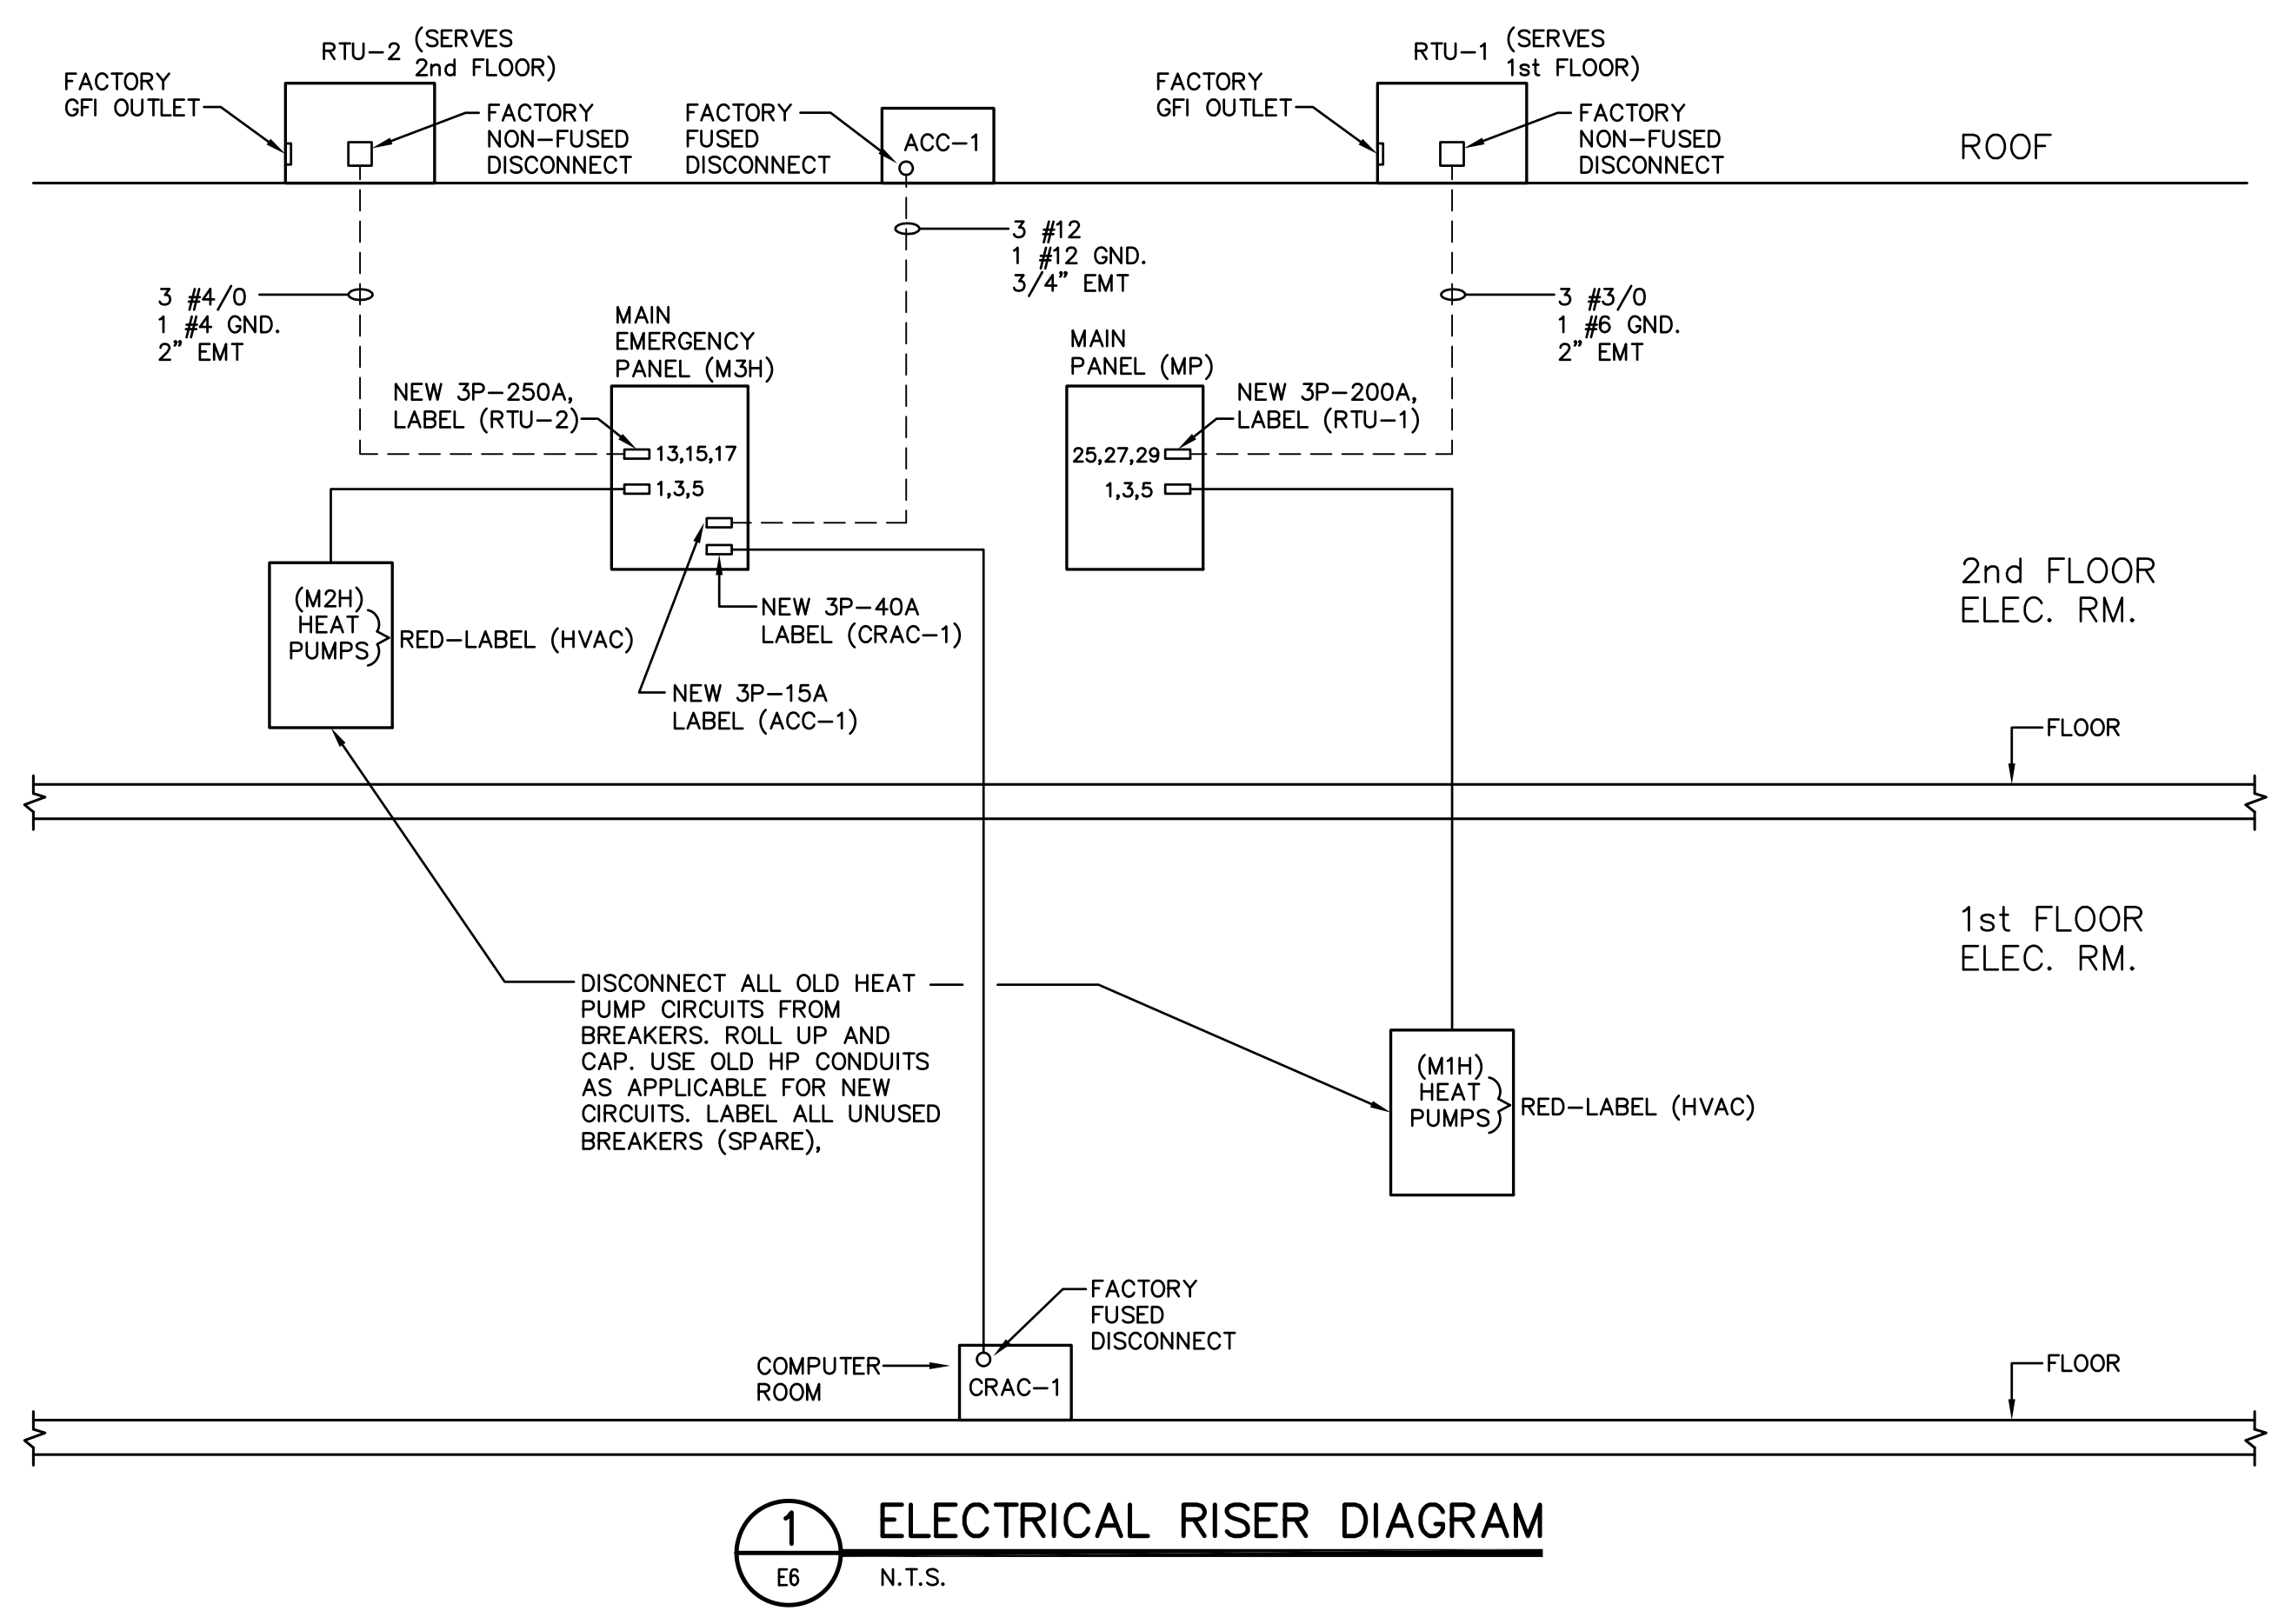 RTU-2 (SERVES
2nd FLOOR)
FACTORY
GFI OUTLET
FACTORY
NON-FUSED
DISCONNECT
FACTORY
FUSED
DISCONNECT
ACC-1
RTU-1 (SERVES
1st FLOOR)
FACTORY
GFI OUTLET
FACTORY
NON-FUSED
DISCONNECT
ROOF
3 #4/0
1 #4 GND.
2" EMT
3 #12
1 #12 GND.
3/4" EMT
3 #3/0
1 #6 GND.
2" EMT
MAIN
EMERGENCY
PANEL (M3H)
MAIN
PANEL (MP)
NEW 3P-250A,
LABEL (RTU-2)
13,15,17
1,3,5
NEW 3P-200A,
LABEL (RTU-1)
25,27,29
1,3,5
(M2H)
HEAT
PUMPS
RED-LABEL (HVAC)
NEW 3P-40A
LABEL (CRAC-1)
NEW 3P-15A
LABEL (ACC-1)
2nd FLOOR
ELEC. RM.
FLOOR
1st FLOOR
ELEC. RM.
DISCONNECT ALL OLD HEAT
PUMP CIRCUITS FROM
BREAKERS. ROLL UP AND
CAP. USE OLD HP CONDUITS
AS APPLICABLE FOR NEW
CIRCUITS. LABEL ALL UNUSED
BREAKERS (SPARE),
(M1H)
HEAT
PUMPS
RED-LABEL (HVAC)
FACTORY
FUSED
DISCONNECT
COMPUTER
ROOM
CRAC-1
FLOOR
1
E6
ELECTRICAL RISER DIAGRAM
N.T.S.